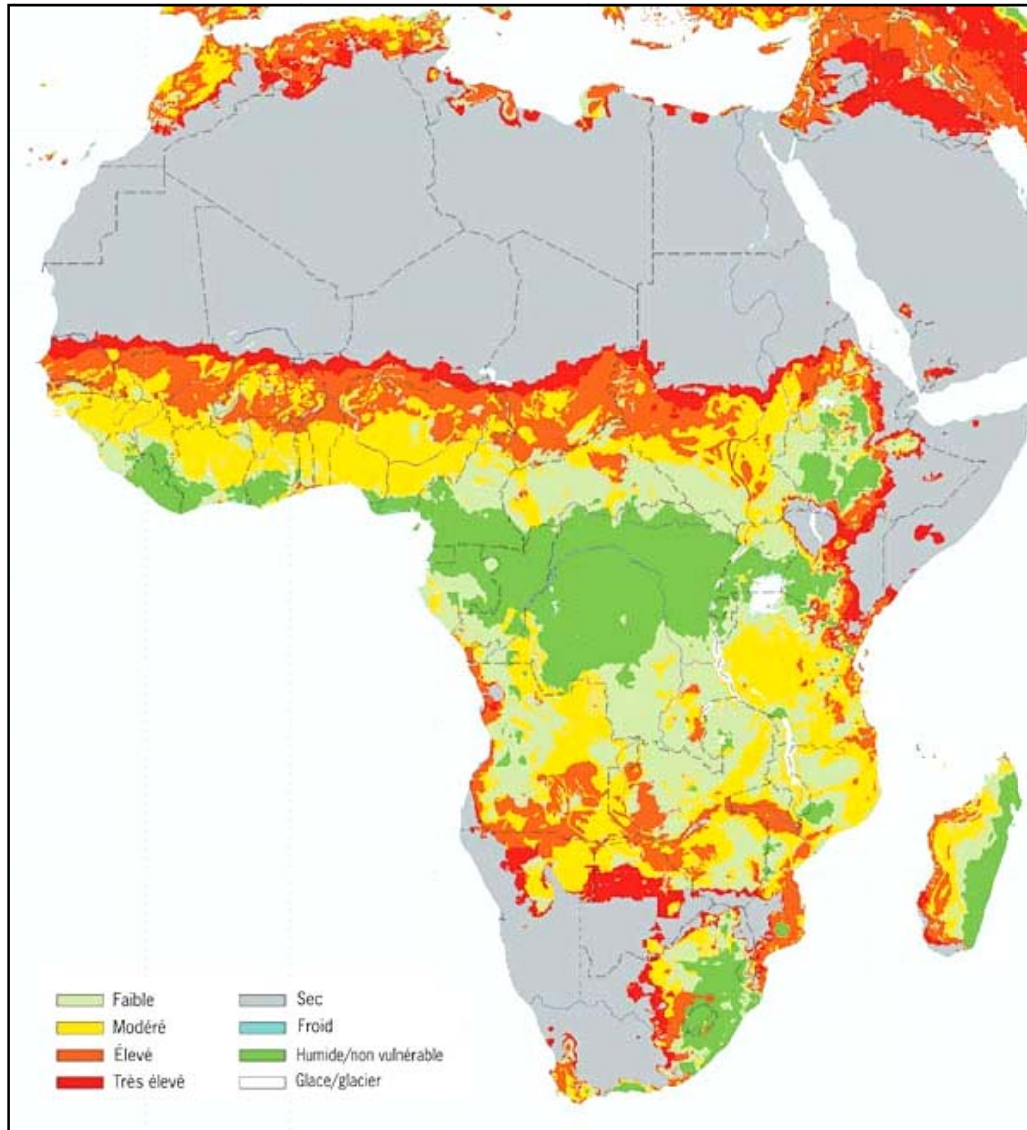 Faible
Modéré
Élevé
Très élevé
Sec
Froid
Humide/non vulnérable
Glace/glacier